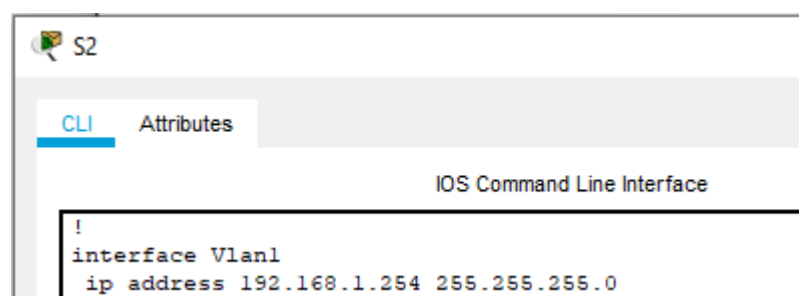 S2
CLI Attributes
IOS Command Line Interface
!
interface Vlan1
ip address 192.168.1.254 255.255.255.0